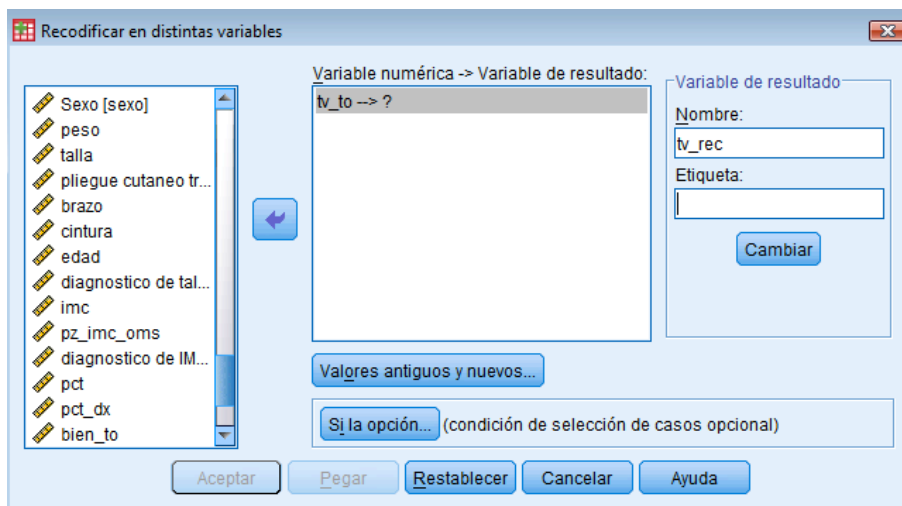 Recodificar en distintas variables
Sexo [sexo]
peso
talla
pliegue cutaneo tr...
brazo
cintura
edad
diagnostico de tal...
imc
pz_imc_oms
diagnostico de IM...
pct
pct_dx
bien_to
Variable numérica -> Variable de resultado:
tv_to --> ?
Variable de resultado
Nombre:
tv_rec
Etiqueta:
Cambiar
Valores antiguos y nuevos...
Si la opción... (condición de selección de casos opcional)
Aceptar Pegar Restablecer Cancelar Ayuda